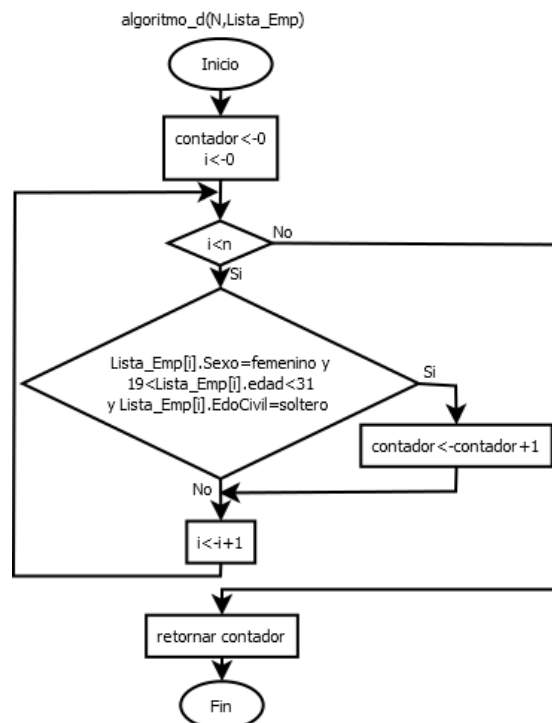 algoritmo_d(N,Lista_Emp)
Inicio
contador<-0
i<-0
i<n
No
Si
Lista_Emp[i].Sexo=femenino y
19<Lista_Emp[i].edad<31
y Lista_Emp[i].EdoCivil=soltero
Si
contador<-contador+1
No
i<-i+1
retornar contador
Fin